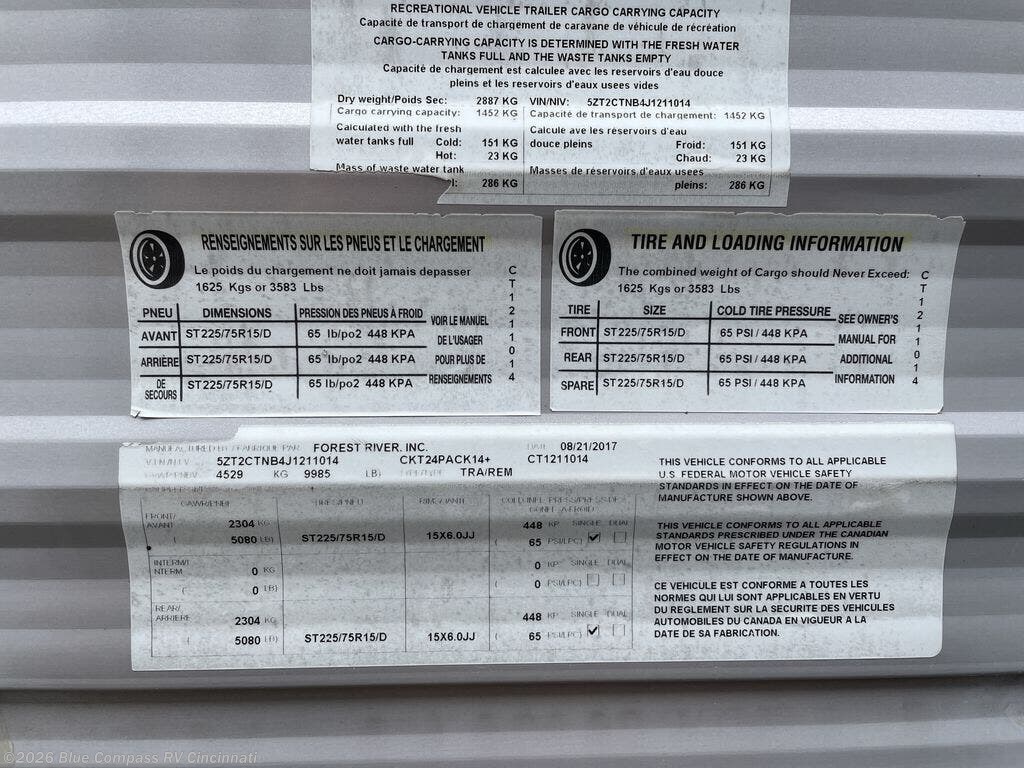 RECREATIONAL VEHICLE TRAILER CARGO CARRYING CAPACITY
Capacité de transport de chargement de caravane de véhicule de récréation
CARGO-CARRYING CAPACITY IS DETERMINED WITH THE FRESH WATER
TANKS FULL AND THE WASTE TANKS EMPTY
Capacité de chargement est calculee avec les reservoirs d'eau douce
pleins et les reservoirs d'eau usees vides
Dry weight/Poids Sec: 2887 KG VIN/NIV: 5ZT2CTNB4J1211014
Cargo carrying capacity: 1452 KG Capacité de transport de chargement: 1452 KG
Calculated with the fresh Calcule ave les réservoirs d'eau
water tanks full Cold: 151 KG douce pleins Froid: 151 KG
Hot: 23 KG Chaud: 23 KG
Mass of waste water tank Masses de réservoirs d'eaux usees
286 KG pleins: 286 KG
RENSEIGNEMENTS SUR LES PNEUS ET LE CHARGEMENT
Le poids du chargement ne doit jamais depasser
1625 Kgs or 3583 Lbs
PNEU DIMENSIONS PRESSION DES PNEUS À FROID
AVANT ST225/75R15/D 65 lb/po2 448 KPA
ARRIÈRE ST225/75R15/D 65 lb/po2 448 KPA
DE SECOURS ST225/75R15/D 65 lb/po2 448 KPA
VOIR LE MANUEL
DE L'USAGER
POUR PLUS DE
RENSEIGNEMENTS
CT1211014
TIRE AND LOADING INFORMATION
The combined weight of Cargo should Never Exceed:
1625 Kgs or 3583 Lbs
TIRE SIZE COLD TIRE PRESSURE
FRONT ST225/75R15/D 65 PSI / 448 KPA
REAR ST225/75R15/D 65 PSI / 448 KPA
SPARE ST225/75R15/D 65 PSI / 448 KPA
SEE OWNER'S
MANUAL FOR
ADDITIONAL
INFORMATION
CT1211014
MANUFACTURED BY / FABRIQUE PAR FOREST RIVER, INC. DATE 08/21/2017
V.I.N./N.I.V 5ZT2CTNB4J1211014 CKT24PACK14+ CT1211014
4529 KG 9985 LB) TRA/REM
GAWR/PNBE TIRES/PNEU RIM/JANTE
FRONT/ AVANT 2304 KG 448 KP SINGLE DUAL
( 5080 LB) ST225/75R15/D 15X6.0JJ ( 65 PSI/LPC)
INTERM/ INTERM 0 KG 0 KP SINGLE DUAL
( 0 LB) ( 0 PSI/LPC)
REAR/ ARRIERE 2304 KG 448 KP SINGLE DUAL
5080 LB) ST225/75R15/D 15X6.0JJ ( 65 PSI/LPC)
THIS VEHICLE CONFORMS TO ALL APPLICABLE
U.S. FEDERAL MOTOR VEHICLE SAFETY
STANDARDS IN EFFECT ON THE DATE OF
MANUFACTURE SHOWN ABOVE.
THIS VEHICLE CONFORMS TO ALL APPLICABLE
STANDARDS PRESCRIBED UNDER THE CANADIAN
MOTOR VEHICLE SAFETY REGULATIONS IN
EFFECT ON THE DATE OF MANUFACTURE.
CE VEHICULE EST CONFORME A TOUTES LES
NORMES QUI LUI SONT APPLICABLES EN VERTU
DU REGLEMENT SUR LA SECURITE DES VEHICULES
AUTOMOBILES DU CANADA EN VIGUEUR A LA
DATE DE SA FABRICATION.
©2026 Blue Compass RV Cincinnati